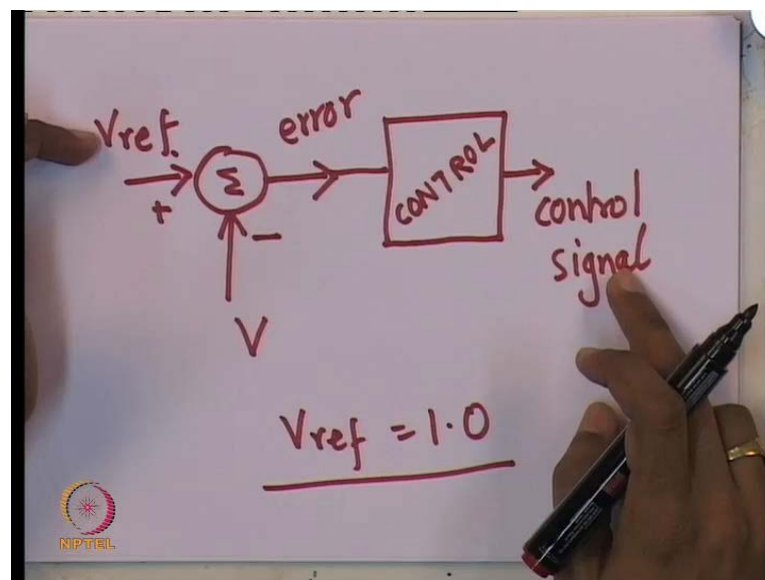 Vref.
error
+
Σ
CONTROL
control
signal
−
V
Vref = 1.0
NPTEL